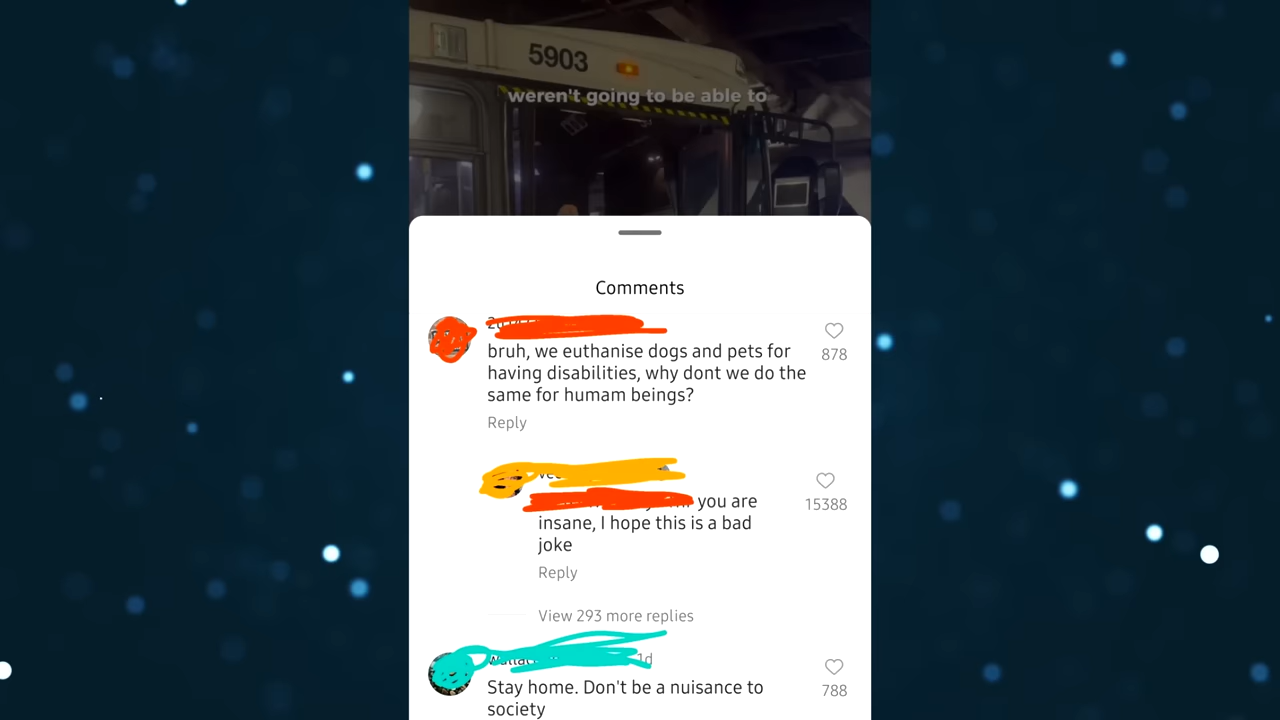 5903
weren't going to be able to
Comments
bruh, we euthanise dogs and pets for
878
having disabilities, why dont we do the
same for humam beings?
Reply
you are
15388
insane, I hope this is a bad
joke
Reply
View 293 more replies
1d
Stay home. Don't be a nuisance to
788
society